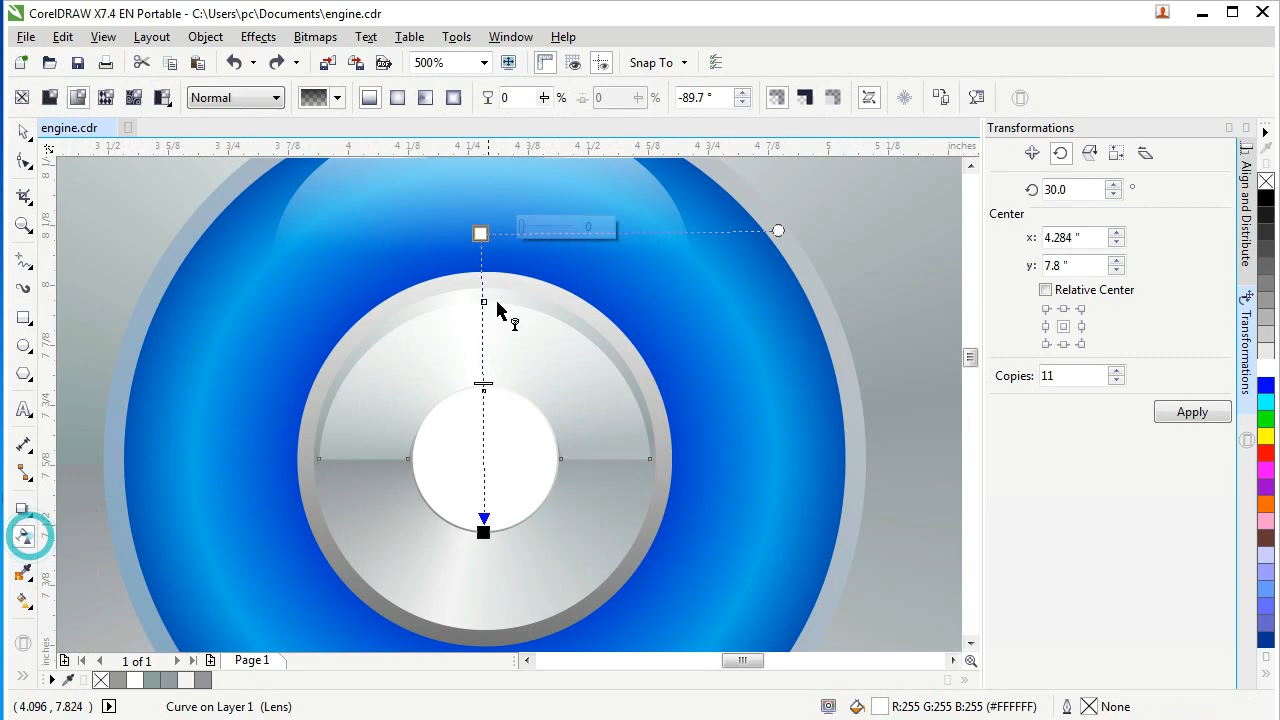 CorelDRAW X7.4 EN Portable - C:\Users\pc\Documents\engine.cdr
File Edit View Layout Object Effects Bitmaps Text Table Tools Window Help
500% Snap To
Normal 0 % 0 % -89.7 °
engine.cdr
3 1/2 3 5/8 3 3/4 3 7/8 4 4 1/8 4 1/4 4 3/8 4 1/2 4 5/8 4 3/4 4 7/8 5 5 1/8 inches
Transformations
30.0 °
Center
x: 4.284 "
y: 7.8 "
Relative Center
Copies: 11
Apply
Align and Distribute
Transformations
inches
1 of 1 Page 1
( 4.096, 7.824 ) Curve on Layer 1 (Lens) R:255 G:255 B:255 (#FFFFFF) None